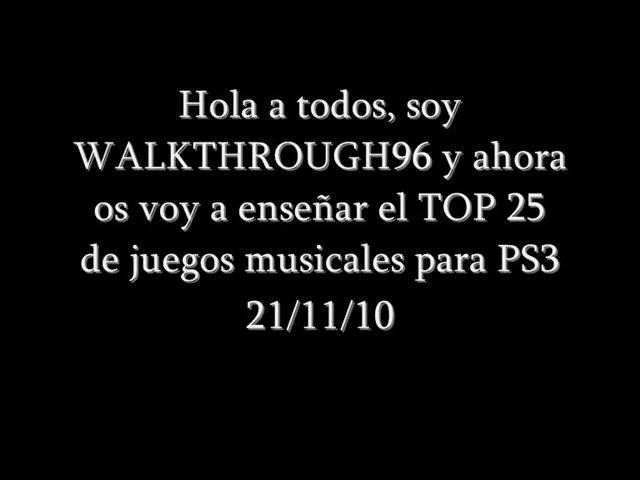 Hola a todos, soy
WALKTHROUGH96 y ahora
os voy a enseñar el TOP 25
de juegos musicales para PS3
21/11/10